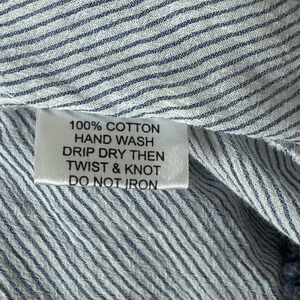 100% COTTON
HAND WASH
DRIP DRY THEN
TWIST & KNOT
DO NOT IRON